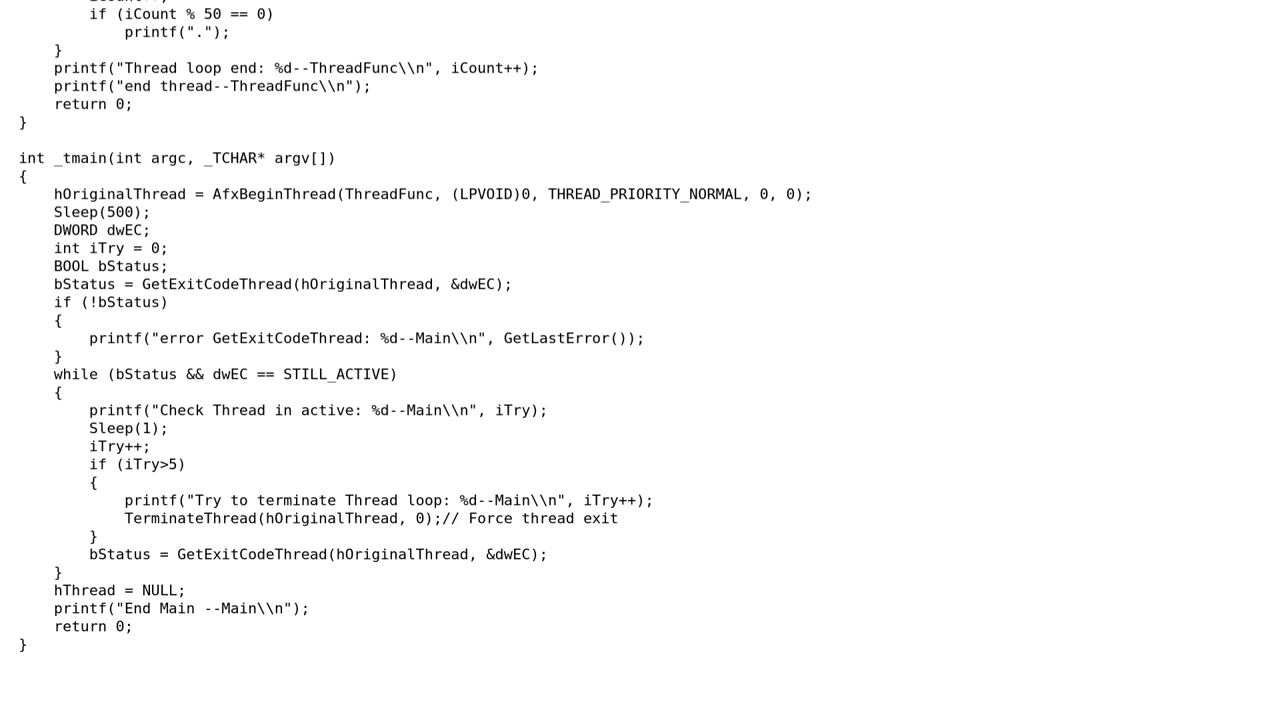 if (iCount % 50 == 0)
            printf(".");
    }
    printf("Thread loop end: %d--ThreadFunc\\n", iCount++);
    printf("end thread--ThreadFunc\\n");
    return 0;
}

int _tmain(int argc, _TCHAR* argv[])
{
    hOriginalThread = AfxBeginThread(ThreadFunc, (LPVOID)0, THREAD_PRIORITY_NORMAL, 0, 0);
    Sleep(500);
    DWORD dwEC;
    int iTry = 0;
    BOOL bStatus;
    bStatus = GetExitCodeThread(hOriginalThread, &dwEC);
    if (!bStatus)
    {
        printf("error GetExitCodeThread: %d--Main\\n", GetLastError());
    }
    while (bStatus && dwEC == STILL_ACTIVE)
    {
        printf("Check Thread in active: %d--Main\\n", iTry);
        Sleep(1);
        iTry++;
        if (iTry>5)
        {
            printf("Try to terminate Thread loop: %d--Main\\n", iTry++);
            TerminateThread(hOriginalThread, 0);// Force thread exit
        }
        bStatus = GetExitCodeThread(hOriginalThread, &dwEC);
    }
    hThread = NULL;
    printf("End Main --Main\\n");
    return 0;
}